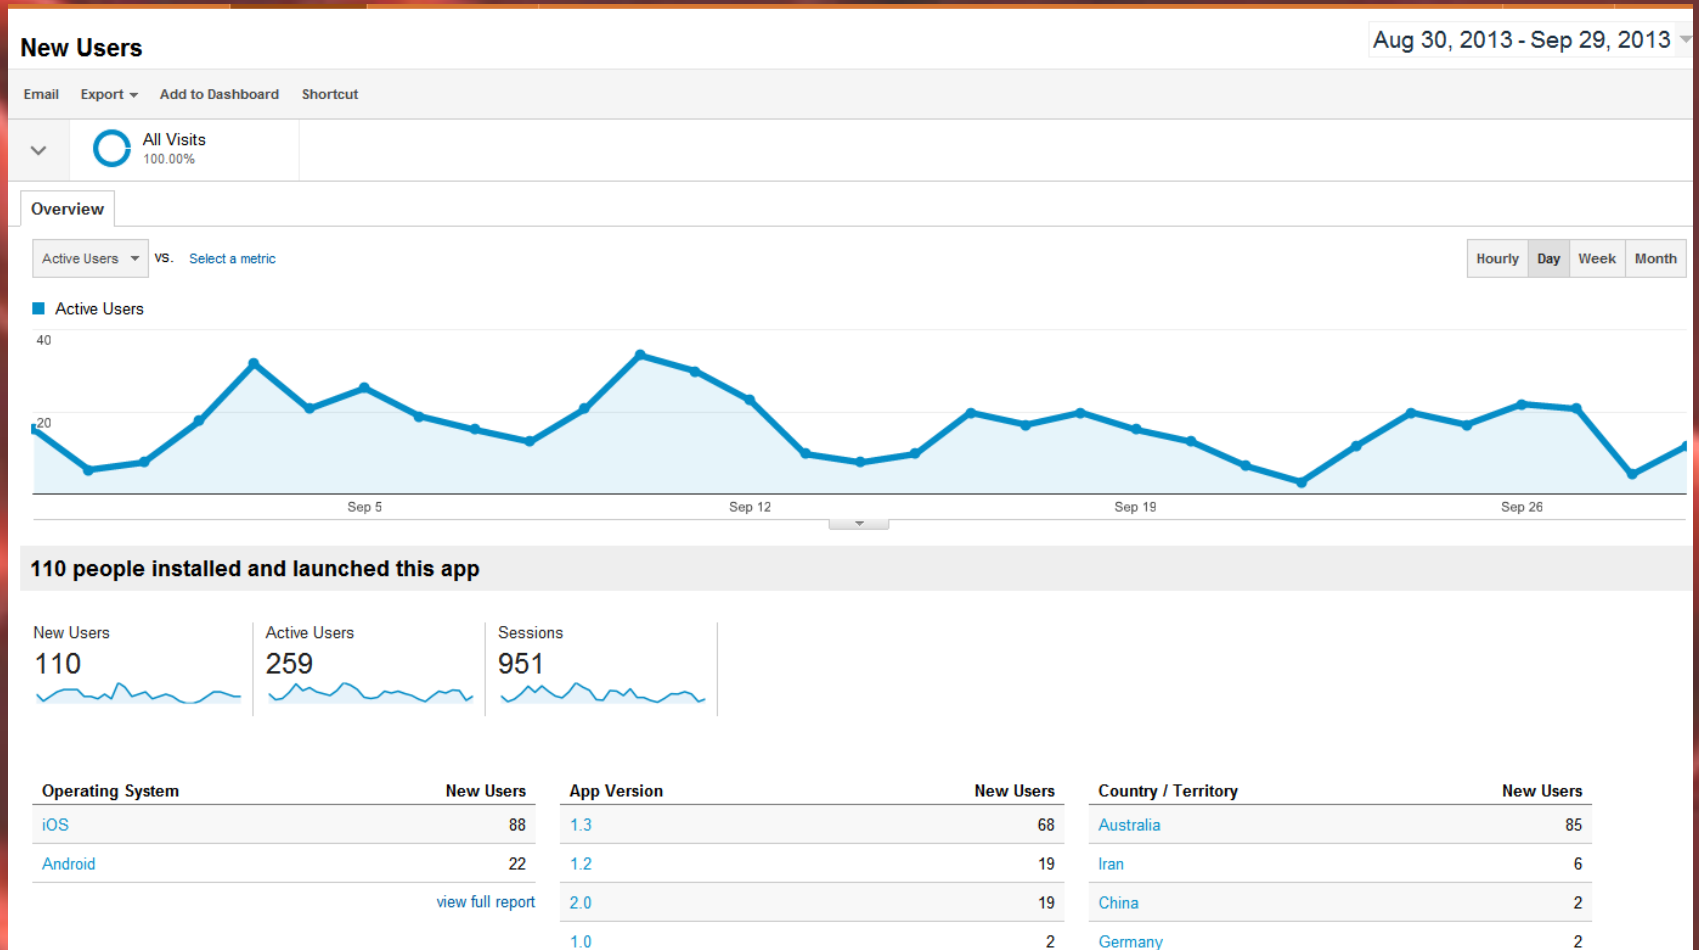 New Users
Aug 30, 2013 - Sep 29, 2013
Email Export Add to Dashboard Shortcut
All Visits
100.00%
Overview
Active Users VS. Select a metric
Hourly Day Week Month
Active Users
40
20
Sep 5 Sep 12 Sep 19 Sep 26
110 people installed and launched this app
New Users Active Users Sessions
110 259 951
Operating System New Users App Version New Users Country / Territory New Users
iOS 88 1.3 68 Australia 85
Android 22 1.2 19 Iran 6
view full report 2.0 19 China 2
1.0 2 Germany 2